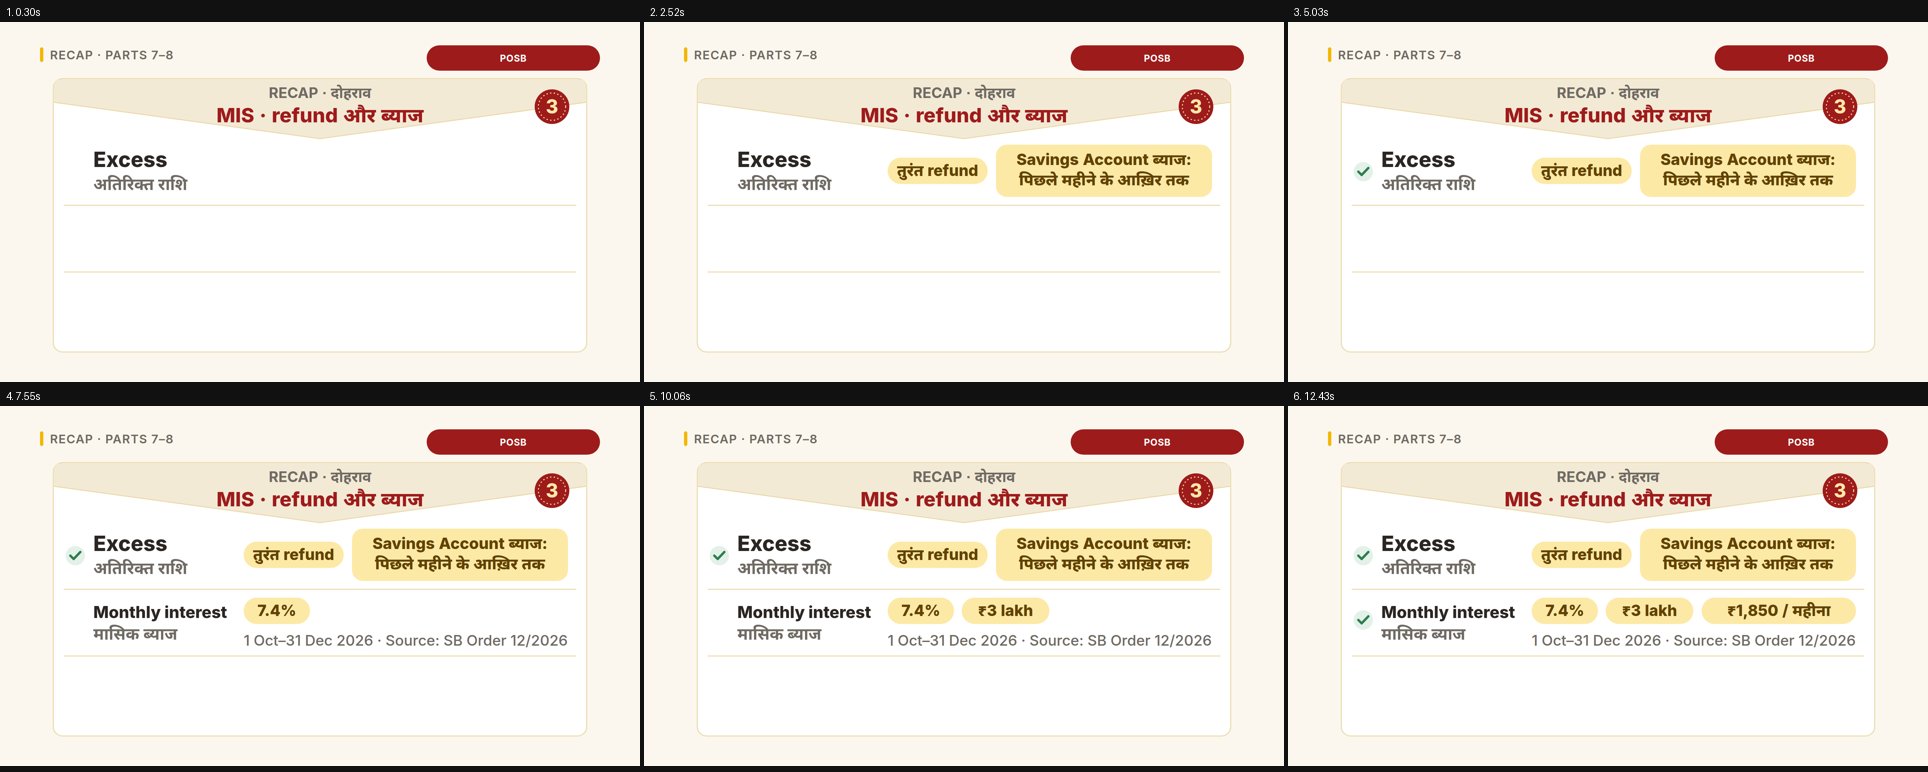 1. 0.30s
RECAP · PARTS 7–8
POSB
RECAP · दोहराव
MIS · refund और ब्याज
3
Excess
अतिरिक्त राशि
2. 2.52s
RECAP · PARTS 7–8
POSB
RECAP · दोहराव
MIS · refund और ब्याज
3
Excess
अतिरिक्त राशि
तुरंत refund
Savings Account ब्याज:
पिछले महीने के आख़िर तक
3. 5.03s
RECAP · PARTS 7–8
POSB
RECAP · दोहराव
MIS · refund और ब्याज
3
Excess
अतिरिक्त राशि
तुरंत refund
Savings Account ब्याज:
पिछले महीने के आख़िर तक
4. 7.55s
RECAP · PARTS 7–8
POSB
RECAP · दोहराव
MIS · refund और ब्याज
3
Excess
अतिरिक्त राशि
तुरंत refund
Savings Account ब्याज:
पिछले महीने के आख़िर तक
Monthly interest
मासिक ब्याज
7.4%
1 Oct–31 Dec 2026 · Source: SB Order 12/2026
5. 10.06s
RECAP · PARTS 7–8
POSB
RECAP · दोहराव
MIS · refund और ब्याज
3
Excess
अतिरिक्त राशि
तुरंत refund
Savings Account ब्याज:
पिछले महीने के आख़िर तक
Monthly interest
मासिक ब्याज
7.4%
₹3 lakh
1 Oct–31 Dec 2026 · Source: SB Order 12/2026
6. 12.43s
RECAP · PARTS 7–8
POSB
RECAP · दोहराव
MIS · refund और ब्याज
3
Excess
अतिरिक्त राशि
तुरंत refund
Savings Account ब्याज:
पिछले महीने के आख़िर तक
Monthly interest
मासिक ब्याज
7.4%
₹3 lakh
₹1,850 / महीना
1 Oct–31 Dec 2026 · Source: SB Order 12/2026